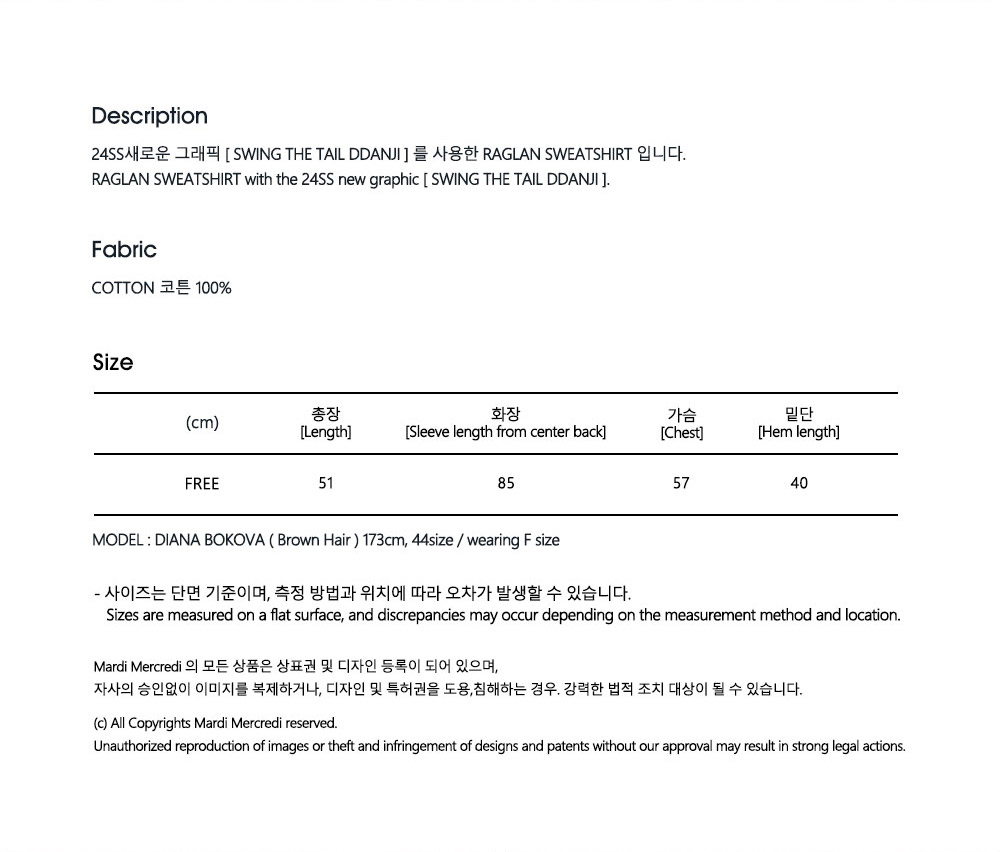 Description
24SS새로운 그래픽 [ SWING THE TAIL DDANJI ] 를 사용한 RAGLAN SWEATSHIRT 입니다.
RAGLAN SWEATSHIRT with the 24SS new graphic [ SWING THE TAIL DDANJI ].
Fabric
COTTON 코튼 100%
Size
(cm) 총장 [Length] 화장 [Sleeve length from center back] 가슴 [Chest] 밑단 [Hem length]
FREE 51 85 57 40
MODEL : DIANA BOKOVA ( Brown Hair ) 173cm, 44size / wearing F size
- 사이즈는 단면 기준이며, 측정 방법과 위치에 따라 오차가 발생할 수 있습니다.
Sizes are measured on a flat surface, and discrepancies may occur depending on the measurement method and location.
Mardi Mercredi 의 모든 상품은 상표권 및 디자인 등록이 되어 있으며,
자사의 승인없이 이미지를 복제하거나, 디자인 및 특허권을 도용,침해하는 경우. 강력한 법적 조치 대상이 될 수 있습니다.
(c) All Copyrights Mardi Mercredi reserved.
Unauthorized reproduction of images or theft and infringement of designs and patents without our approval may result in strong legal actions.